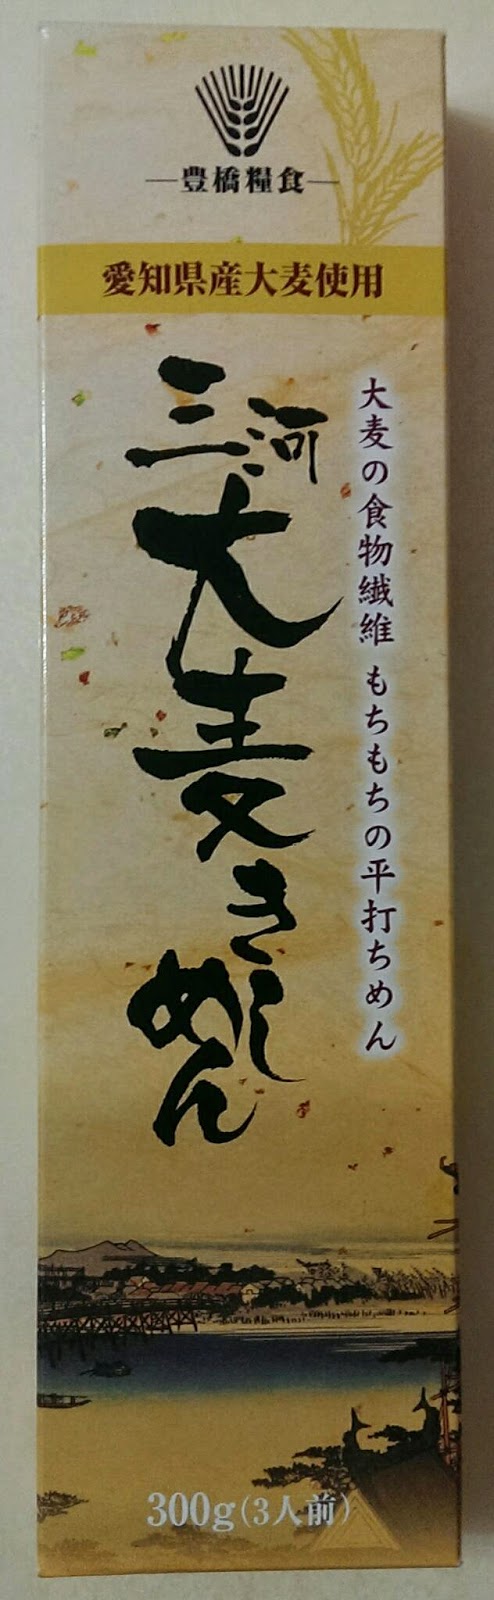 豊橋糧食
愛知県産大麦使用
三河
大麦きしめん
大麦の食物繊維 もちもちの平打ちめん
300g(3人前)